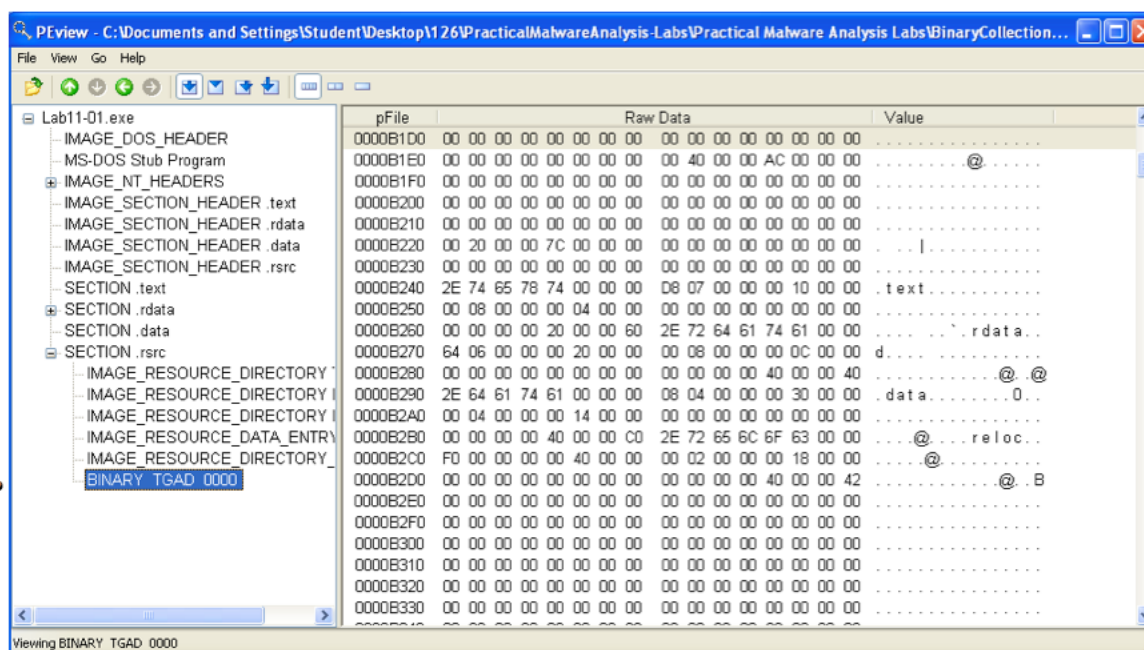 PEview - C:\Documents and Settings\Student\Desktop\126\PracticalMalwareAnalysis-Labs\Practical Malware Analysis Labs\BinaryCollection...
File View Go Help
Lab11-01.exe
IMAGE_DOS_HEADER
MS-DOS Stub Program
IMAGE_NT_HEADERS
IMAGE_SECTION_HEADER .text
IMAGE_SECTION_HEADER .rdata
IMAGE_SECTION_HEADER .data
IMAGE_SECTION_HEADER .rsrc
SECTION .text
SECTION .rdata
SECTION .data
SECTION .rsrc
IMAGE_RESOURCE_DIRECTORY
IMAGE_RESOURCE_DIRECTORY
IMAGE_RESOURCE_DIRECTORY
IMAGE_RESOURCE_DATA_ENTRY
IMAGE_RESOURCE_DIRECTORY_
BINARY TGAD 0000
pFile Raw Data Value
0000B1D0 00 00 00 00 00 00 00 00 00 00 00 00 00 00 00 00 ................
0000B1E0 00 00 00 00 00 00 00 00 00 00 40 00 00 AC 00 00 00 ..........@.....
0000B1F0 00 00 00 00 00 00 00 00 00 00 00 00 00 00 00 00 ................
0000B200 00 00 00 00 00 00 00 00 00 00 00 00 00 00 00 00 ................
0000B210 00 00 00 00 00 00 00 00 00 00 00 00 00 00 00 00 ................
0000B220 00 20 00 00 7C 00 00 00 00 00 00 00 00 00 00 00 . ..|...........
0000B230 00 00 00 00 00 00 00 00 00 00 00 00 00 00 00 00 ................
0000B240 2E 74 65 78 74 00 00 00 D8 07 00 00 00 10 00 00 .text...........
0000B250 00 08 00 00 00 04 00 00 00 00 00 00 00 00 00 00 ................
0000B260 00 00 00 00 20 00 00 60 2E 72 64 61 74 61 00 00 .... ..`.rdata..
0000B270 64 06 00 00 00 20 00 00 00 08 00 00 00 0C 00 00 d.... ..........
0000B280 00 00 00 00 00 00 00 00 00 00 00 00 40 00 00 40 ............@..@
0000B290 2E 64 61 74 61 00 00 00 08 04 00 00 00 30 00 00 .data........0..
0000B2A0 00 04 00 00 00 14 00 00 00 00 00 00 00 00 00 00 ................
0000B2B0 00 00 00 00 40 00 00 C0 2E 72 65 6C 6F 63 00 00 ....@....reloc..
0000B2C0 F0 00 00 00 00 40 00 00 00 02 00 00 00 18 00 00 .....@..........
0000B2D0 00 00 00 00 00 00 00 00 00 00 00 00 40 00 00 42 ............@..B
0000B2E0 00 00 00 00 00 00 00 00 00 00 00 00 00 00 00 00 ................
0000B2F0 00 00 00 00 00 00 00 00 00 00 00 00 00 00 00 00 ................
0000B300 00 00 00 00 00 00 00 00 00 00 00 00 00 00 00 00 ................
0000B310 00 00 00 00 00 00 00 00 00 00 00 00 00 00 00 00 ................
0000B320 00 00 00 00 00 00 00 00 00 00 00 00 00 00 00 00 ................
0000B330 00 00 00 00 00 00 00 00 00 00 00 00 00 00 00 00 ................
Viewing BINARY TGAD 0000